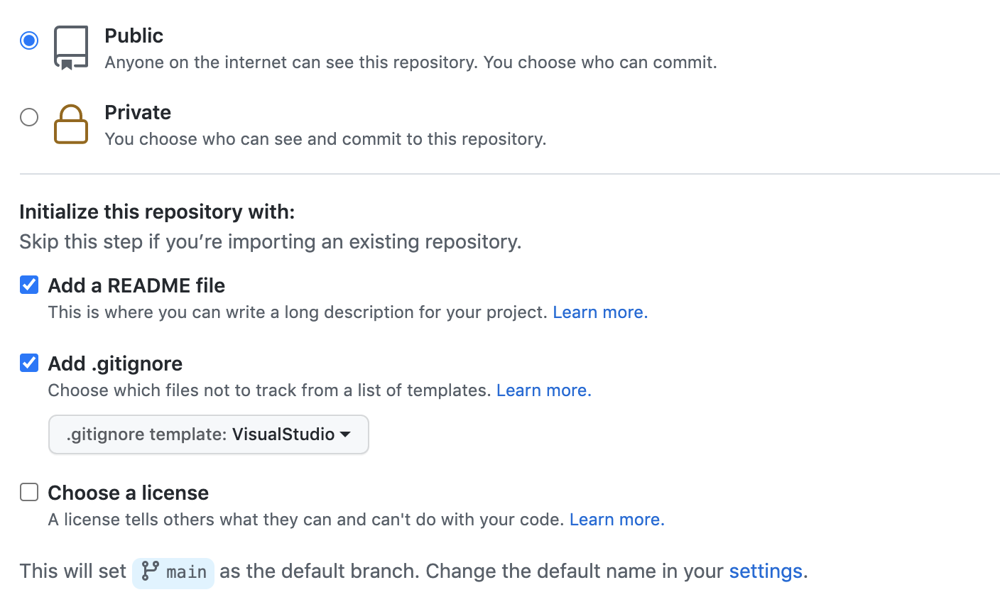 Public
Anyone on the internet can see this repository. You choose who can commit.
Private
You choose who can see and commit to this repository.
Initialize this repository with:
Skip this step if you’re importing an existing repository.
Add a README file
This is where you can write a long description for your project. Learn more.
Add .gitignore
Choose which files not to track from a list of templates. Learn more.
.gitignore template: VisualStudio
Choose a license
A license tells others what they can and can't do with your code. Learn more.
This will set main as the default branch. Change the default name in your settings.